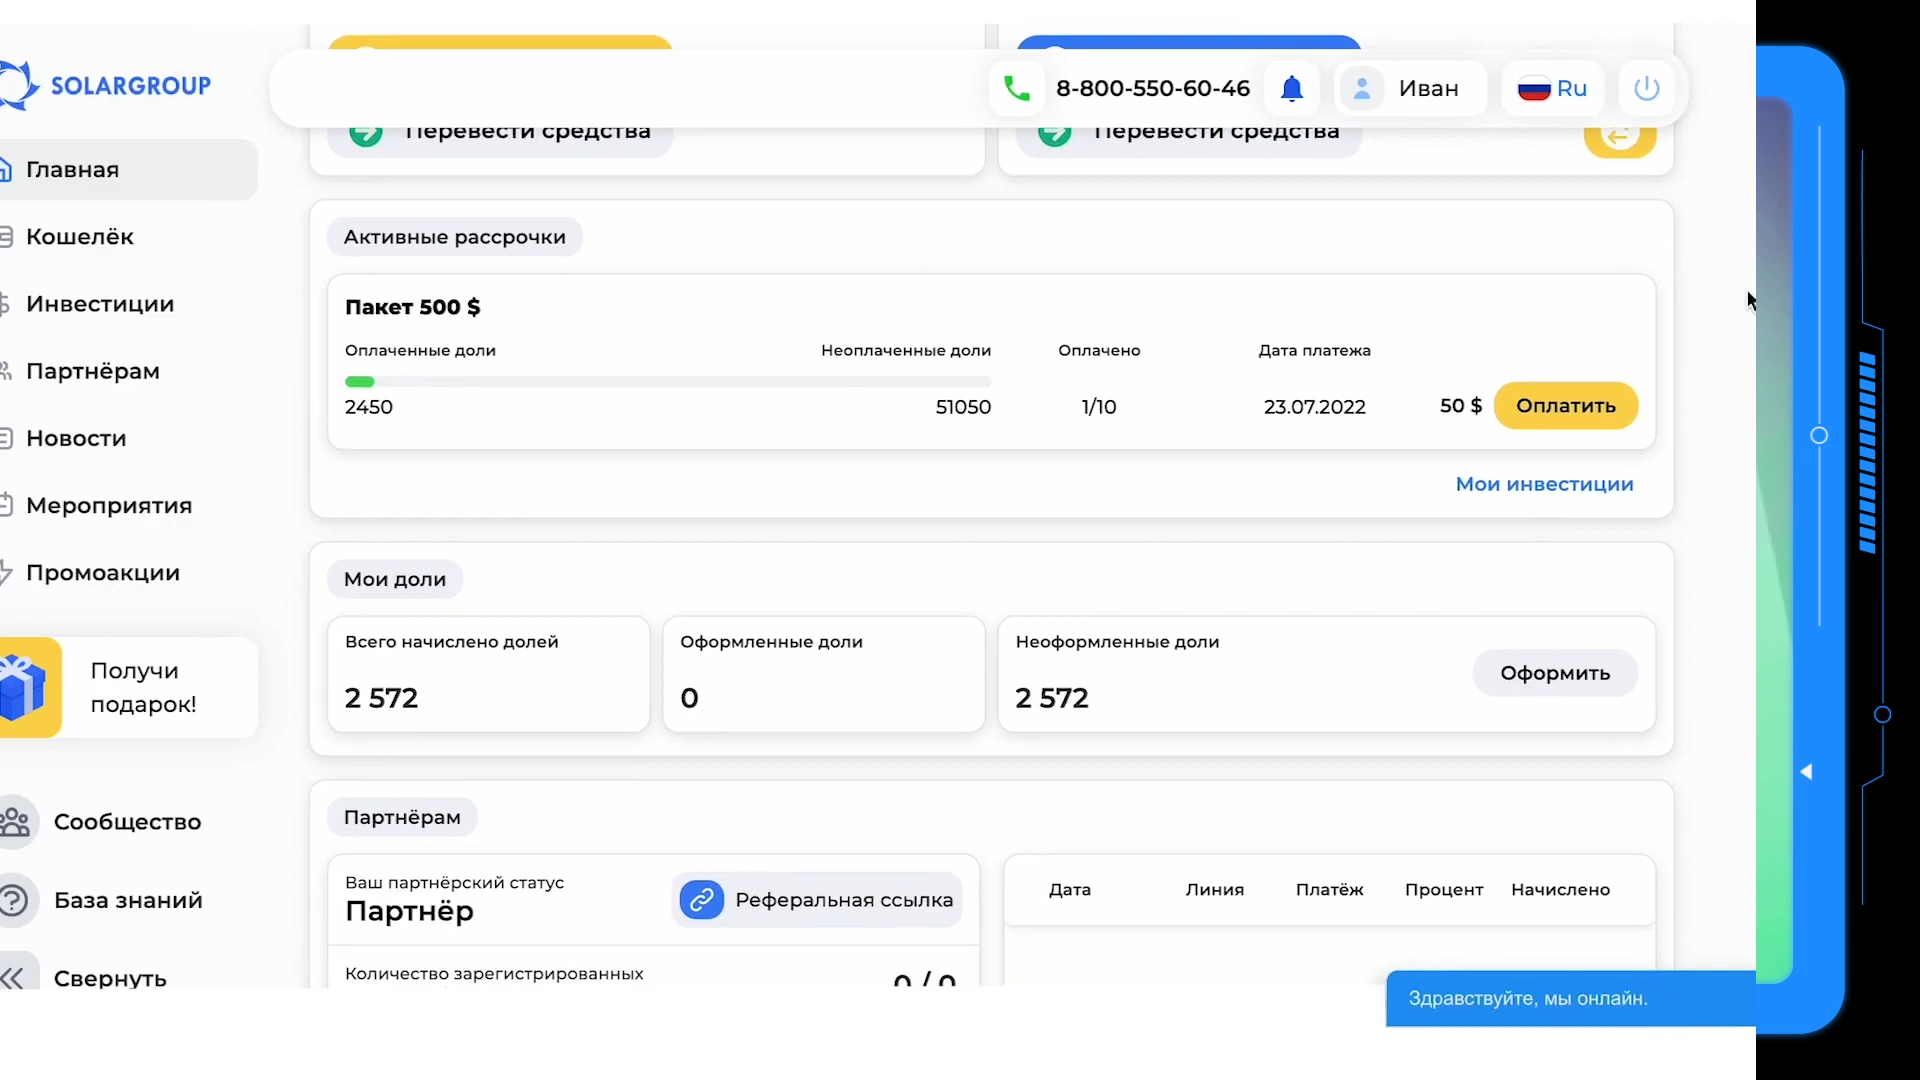 SOLARGROUP
8-800-550-60-46
Иван
Ru
Главная
Кошелёк
Инвестиции
Партнёрам
Новости
Мероприятия
Промоакции
Получи
подарок!
Сообщество
База знаний
Свернуть
Перевести средства
Перевести средства
Активные рассрочки
Пакет 500 $
Оплаченные доли
Неоплаченные доли
Оплачено
Дата платежа
2450
51050
1/10
23.07.2022
50 $
Оплатить
Мои инвестиции
Мои доли
Всего начислено долей
2 572
Оформленные доли
0
Неоформленные доли
2 572
Оформить
Партнёрам
Ваш партнёрский статус
Партнёр
Реферальная ссылка
Количество зарегистрированных
0 / 0
Дата
Линия
Платёж
Процент
Начислено
Здравствуйте, мы онлайн.